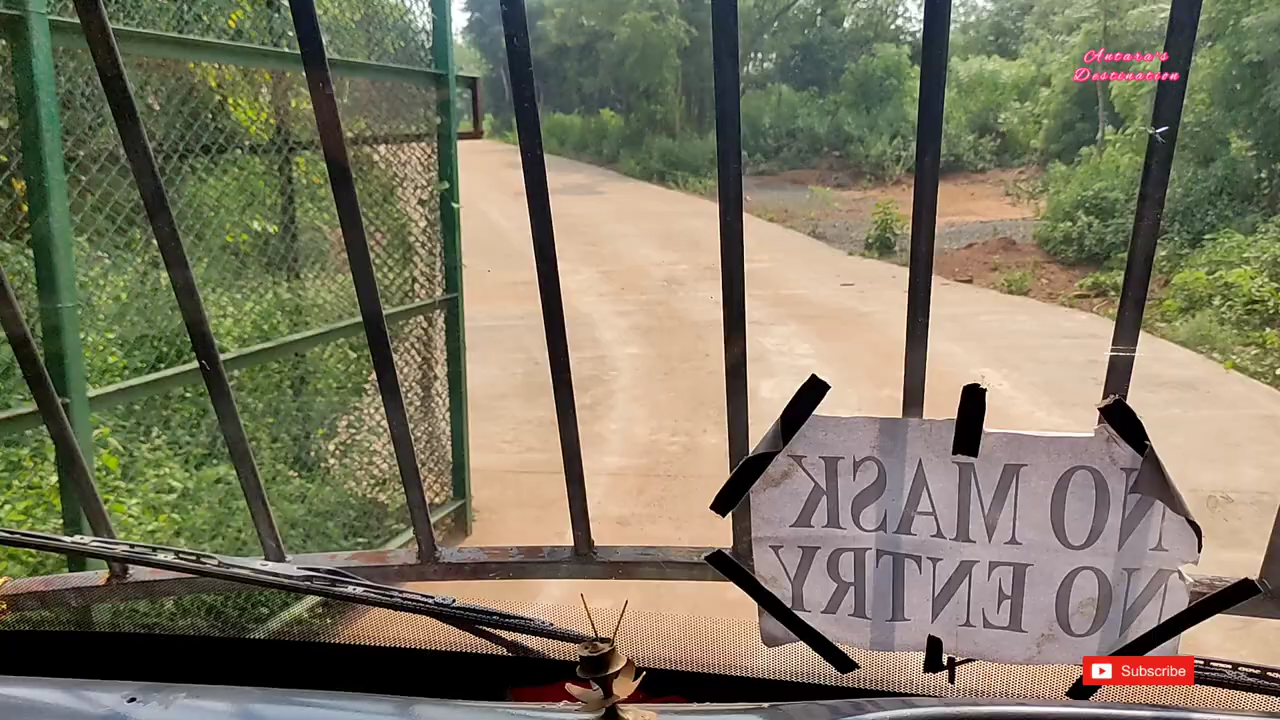 Antara's
Destination
NO MASK
NO ENTRY
Subscribe